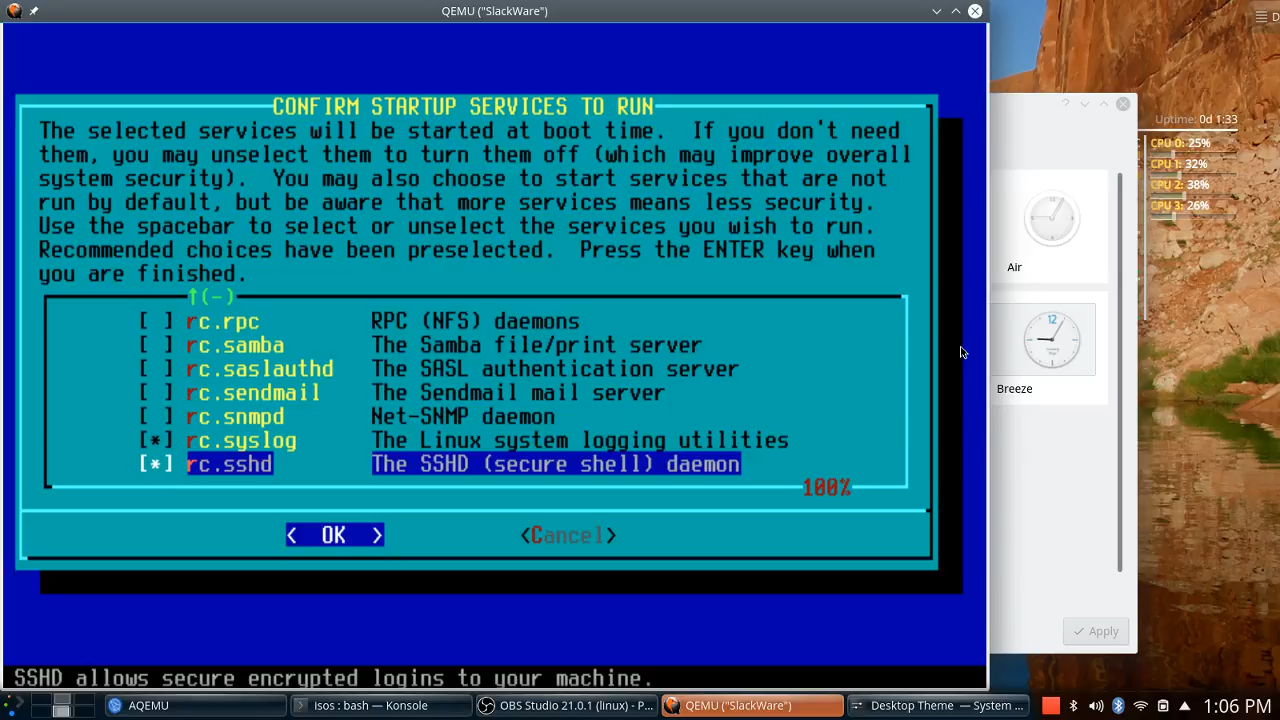 QEMU ("SlackWare")
CONFIRM STARTUP SERVICES TO RUN
The selected services will be started at boot time.  If you don't need
them, you may unselect them to turn them off (which may improve overall
system security).  You may also choose to start services that are not
run by default, but be aware that more services means less security.
Use the spacebar to select or unselect the services you wish to run.
Recommended choices have been preselected.  Press the ENTER key when
you are finished.
↑(-)
[ ] rc.rpc RPC (NFS) daemons
[ ] rc.samba The Samba file/print server
[ ] rc.saslauthd The SASL authentication server
[ ] rc.sendmail The Sendmail mail server
[ ] rc.snmpd Net-SNMP daemon
[*] rc.syslog The Linux system logging utilities
[*] rc.sshd The SSHD (secure shell) daemon
100%
< OK > <Cancel>
SSHD allows secure encrypted logins to your machine.
D
?
Uptime: 0d 1:33
CPU 0: 25%
CPU 1: 32%
CPU 2: 38%
CPU 3: 26%
12
Air
12
Breeze
Apply
AQEMU
Isos : bash — Konsole
OBS Studio 21.0.1 (linux) - P...
QEMU ("SlackWare")
Desktop Theme — System ...
1:06 PM